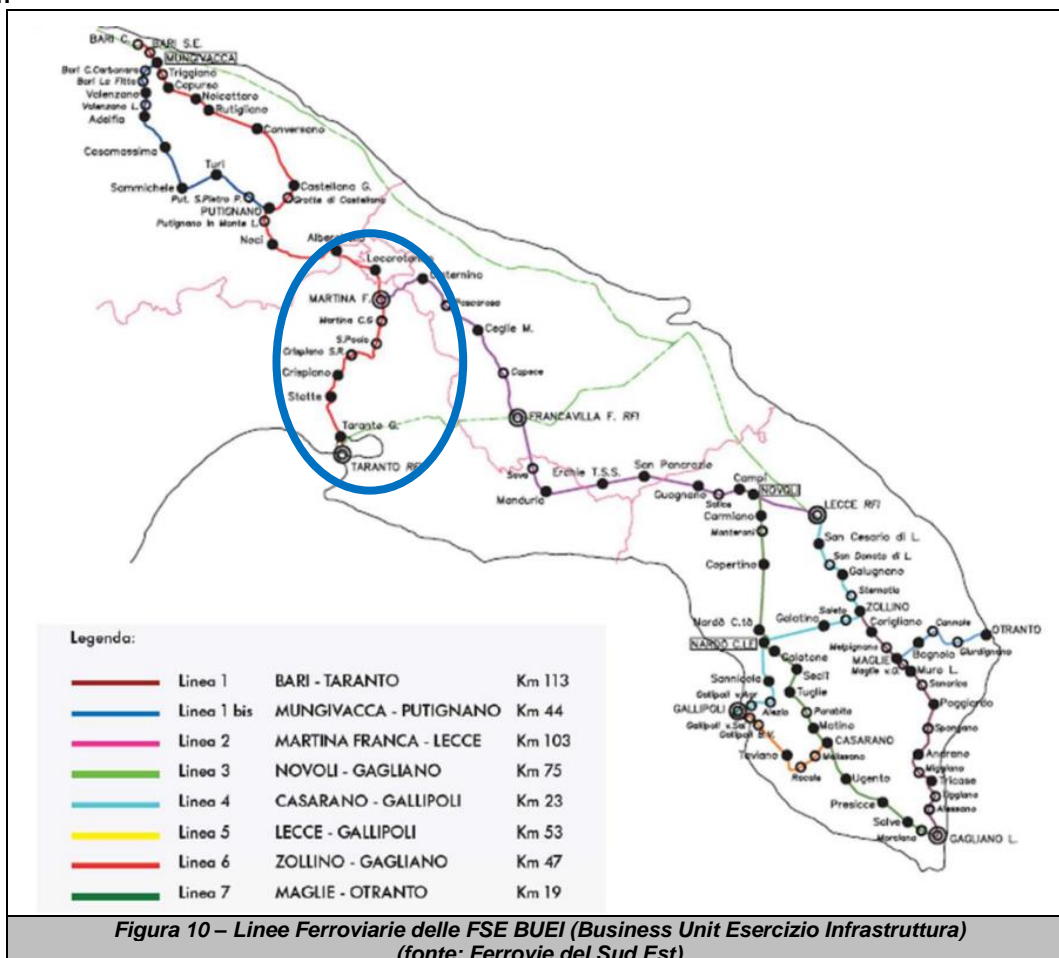 BARI C.
BARI S.E.
MUNGIVACCA
Bari C.Carbonara
Triggiano
Bari La Fitta
Capurso
Valenzano
Noicattaro
Valenzano L.
Rutigliano
Adelfia
Conversano
Casamassima
Turi
Castellana G.
Sammichele
Put. S.Pietro P.
Grotte di Castellana
PUTIGNANO
Putignano in Monte L.
Noci
Locorotondo
Cisternino
MARTINA F.
Martina C.G
Ceglie M.
S.Paolo
Crispiano S.R.
Capece
Crispiano
Statte
FRANCAVILLA F. RFI
Taranto G.
TARANTO RFI
Sava
Erchie T.S.S.
San Pancrazio
Manduria
Guagnano
Salice
Campi
NOVOLI
LECCE RFI
Carmiano
Monteroni
San Cesario di L.
San Donato di L.
Copertino
Galugnano
Sternatia
ZOLLINO
Nardò C.tà
Galatina
Soleto
Corigliano
Cannole
OTRANTO
NARDÒ C.LE
Melpignano
Bagnolo
Giurdignano
Galatone
MAGLIE
Seclì
Muro L.
Sannicola
Sanarica
Tuglie
Poggiardo
Alezio
Parabita
GALLIPOLI
Matino
Spongano
Gallipoli B.V.
CASARANO
Taviano
Melissano
Andrano
Racale
Miggiano
Ugento
Tricase
Tiggiano
Presicce
Alessano
Salve
Morciano
GAGLIANO L.
Legenda:
Linea 1 BARI - TARANTO Km 113
Linea 1 bis MUNGIVACCA - PUTIGNANO Km 44
Linea 2 MARTINA FRANCA - LECCE Km 103
Linea 3 NOVOLI - GAGLIANO Km 75
Linea 4 CASARANO - GALLIPOLI Km 23
Linea 5 LECCE - GALLIPOLI Km 53
Linea 6 ZOLLINO - GAGLIANO Km 47
Linea 7 MAGLIE - OTRANTO Km 19
Figura 10 – Linee Ferroviarie delle FSE BUEI (Business Unit Esercizio Infrastruttura)
(fonte: Ferrovie del Sud Est)